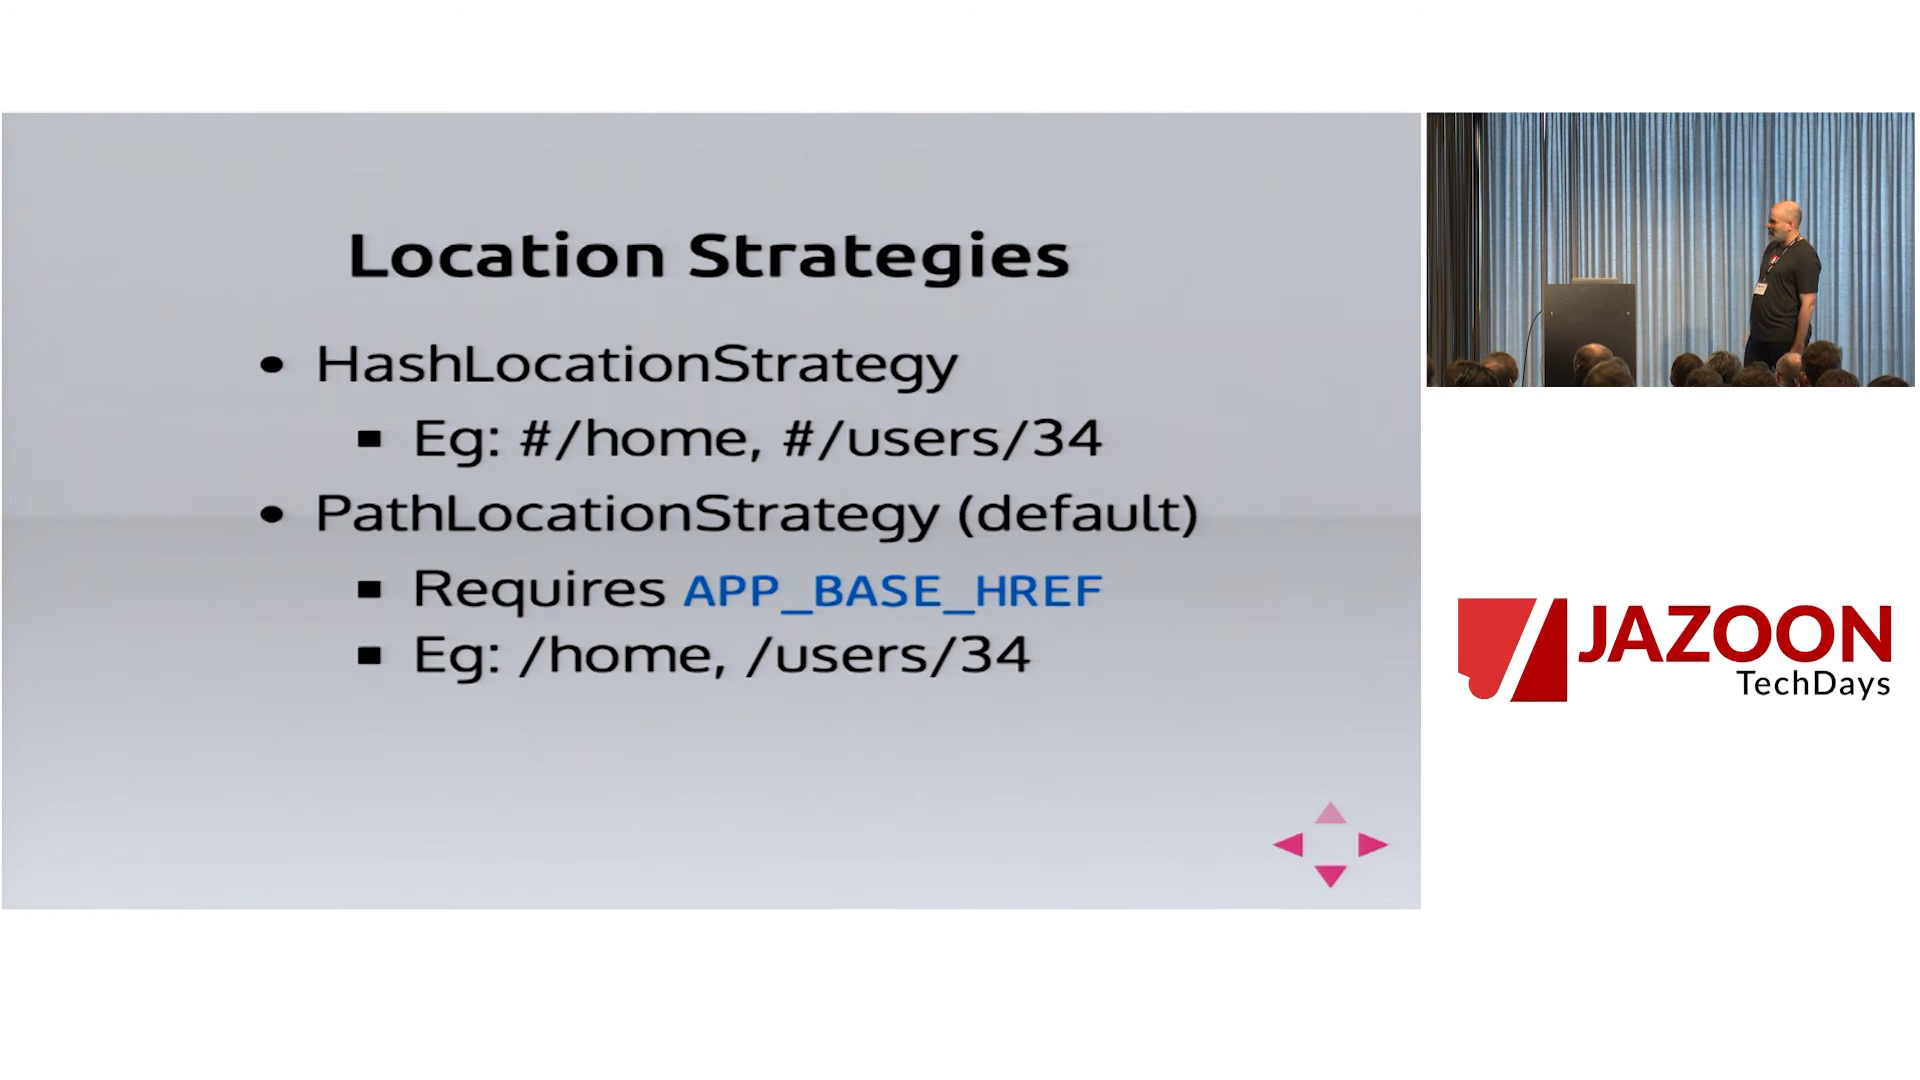 Location Strategies
HashLocationStrategy
Eg: #/home, #/users/34
PathLocationStrategy (default)
Requires APP_BASE_HREF
Eg: /home, /users/34
JAZOON
TechDays